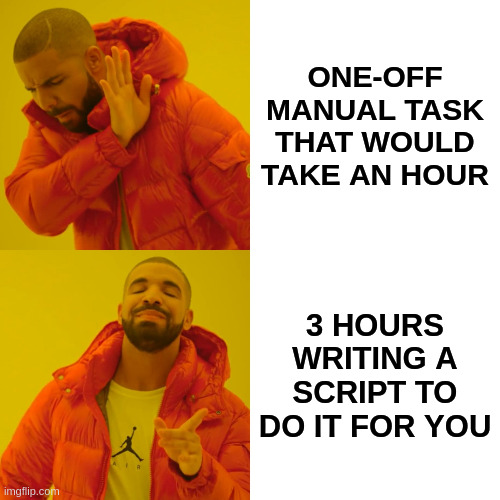 ONE-OFF
MANUAL TASK
THAT WOULD
TAKE AN HOUR
3 HOURS
WRITING A
SCRIPT TO
DO IT FOR YOU
AIR
imgflip.com